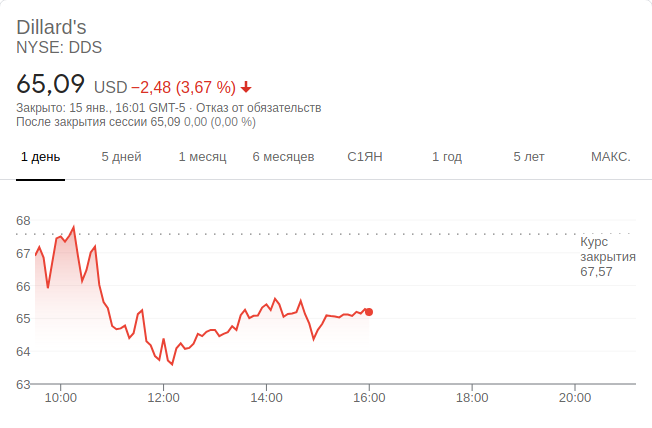 Dillard's
NYSE: DDS
65,09 USD −2,48 (3,67 %)
Закрыто: 15 янв., 16:01 GMT-5 · Отказ от обязательств
После закрытия сессии 65,09 0,00 (0,00 %)
1 день 5 дней 1 месяц 6 месяцев С1ЯН 1 год 5 лет МАКС.
68
Курс
67
закрытия
67,57
66
65
64
63
10:00 12:00 14:00 16:00 18:00 20:00